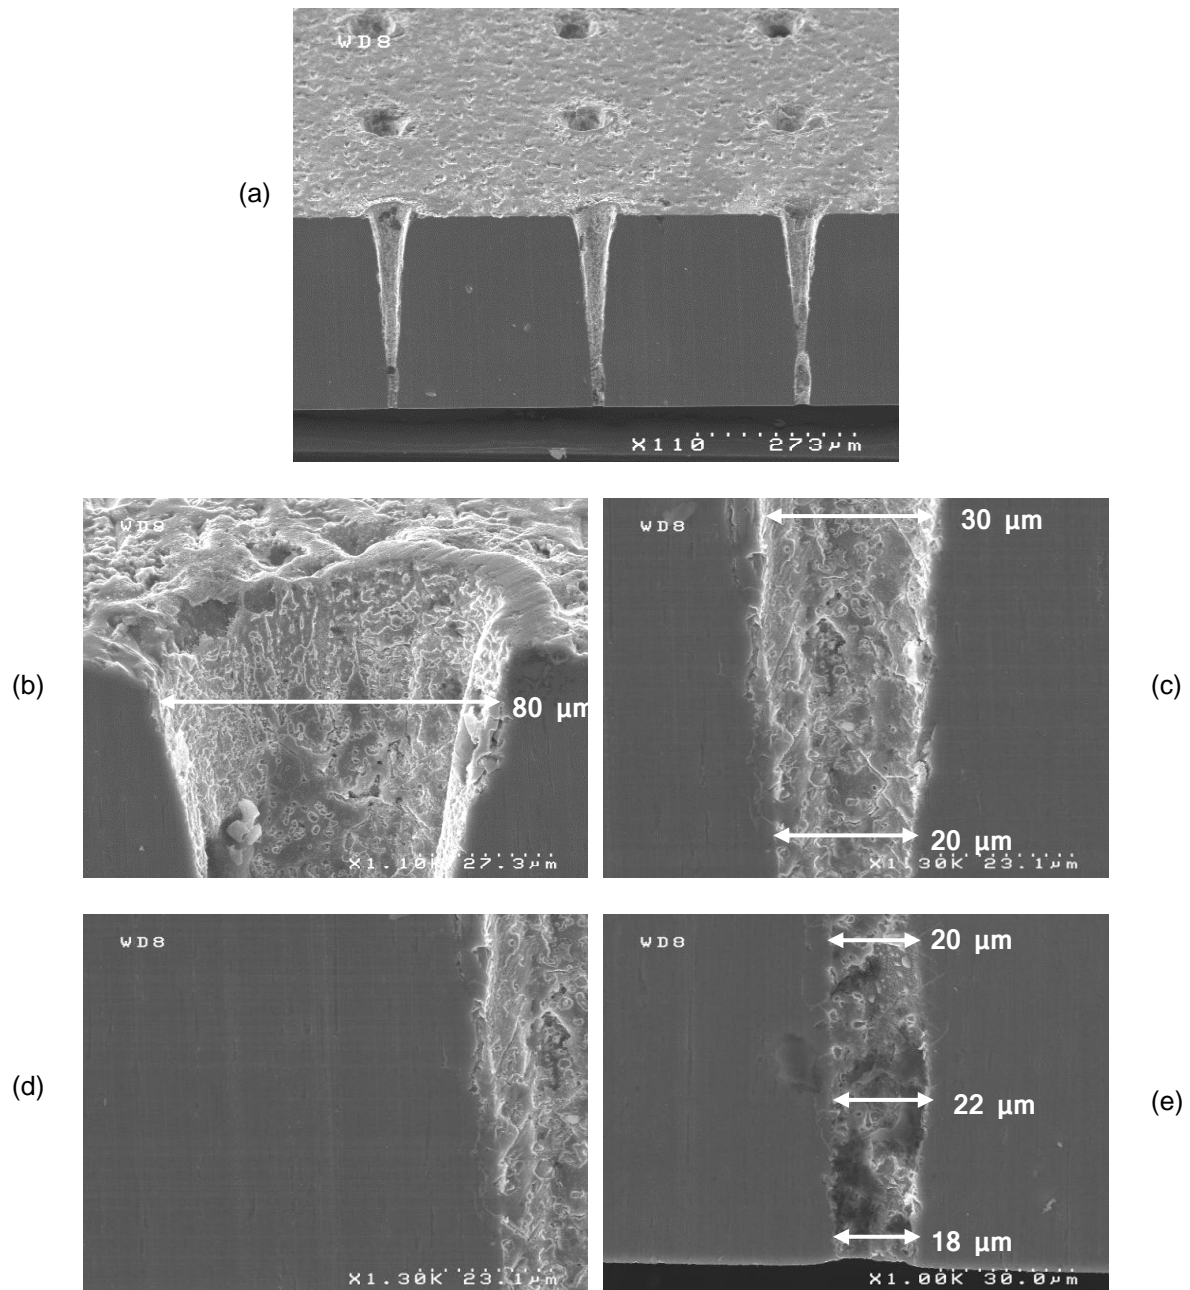 WD8
(a)
X110 273µm
WD8
80 µm
(b)
X1.10K 27.3µm
WD8
30 µm
(c)
20 µm
X1.30K 23.1µm
WD8
(d)
X1.30K 23.1µm
WD8
20 µm
22 µm
(e)
18 µm
X1.00K 30.0µm